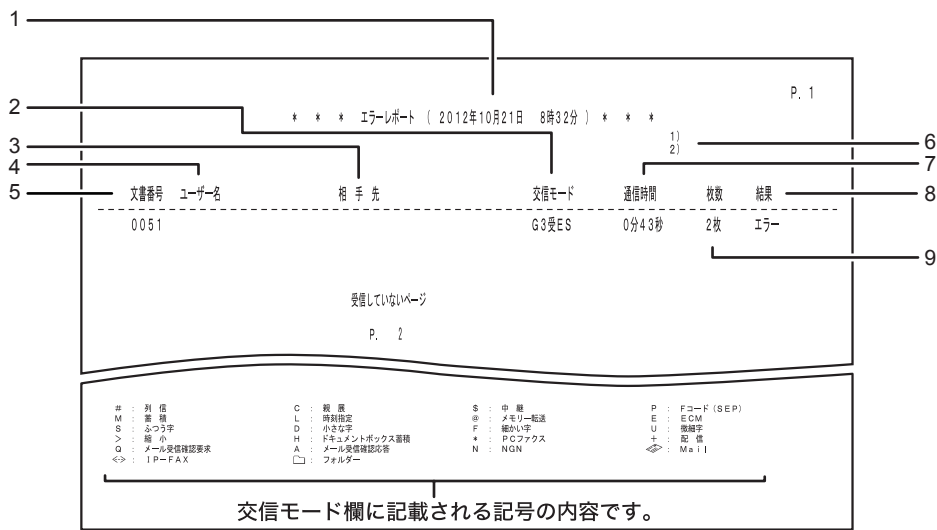 1
P. 1
2
* * * エラーレポート ( 2012年10月21日 8時32分 ) * * *
3
1)
2)
6
4
7
5
文書番号 ユーザー名 相 手 先 交信モード 通信時間 枚数 結果
8
0051 G3受ES 0分43秒 2枚 エラー
9
受信していないページ
P. 2
# : 列 信 C : 親 展 $ : 中 継 P : Fコード(SEP)
M : 蓄 積 L : 時刻指定 @ : メモリー転送 E : ECM
S : ふつう字 D : 小さな字 F : 細かい字 U : 微細字
> : 縮 小 H : ドキュメントボックス蓄積 * : PCファクス + : 配 信
Q : メール受信確認要求 A : メール受信確認応答 N : NGN : Mail
<-> : IP-FAX : フォルダー
交信モード欄に記載される記号の内容です。